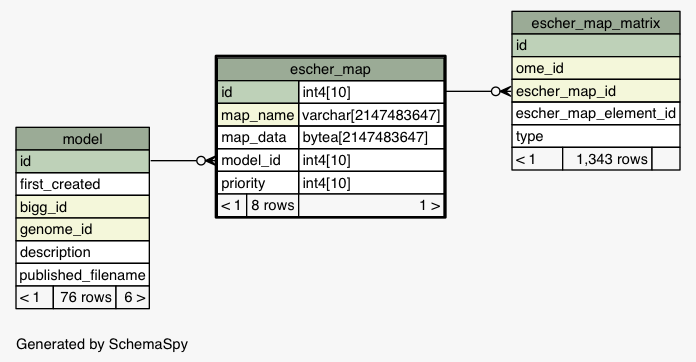 escher_map_matrix
id
ome_id
escher_map_id
escher_map_element_id
type
< 1 1,343 rows
escher_map
id int4[10]
map_name varchar[2147483647]
map_data bytea[2147483647]
model_id int4[10]
priority int4[10]
< 1 8 rows 1 >
model
id
first_created
bigg_id
genome_id
description
published_filename
< 1 76 rows 6 >
Generated by SchemaSpy